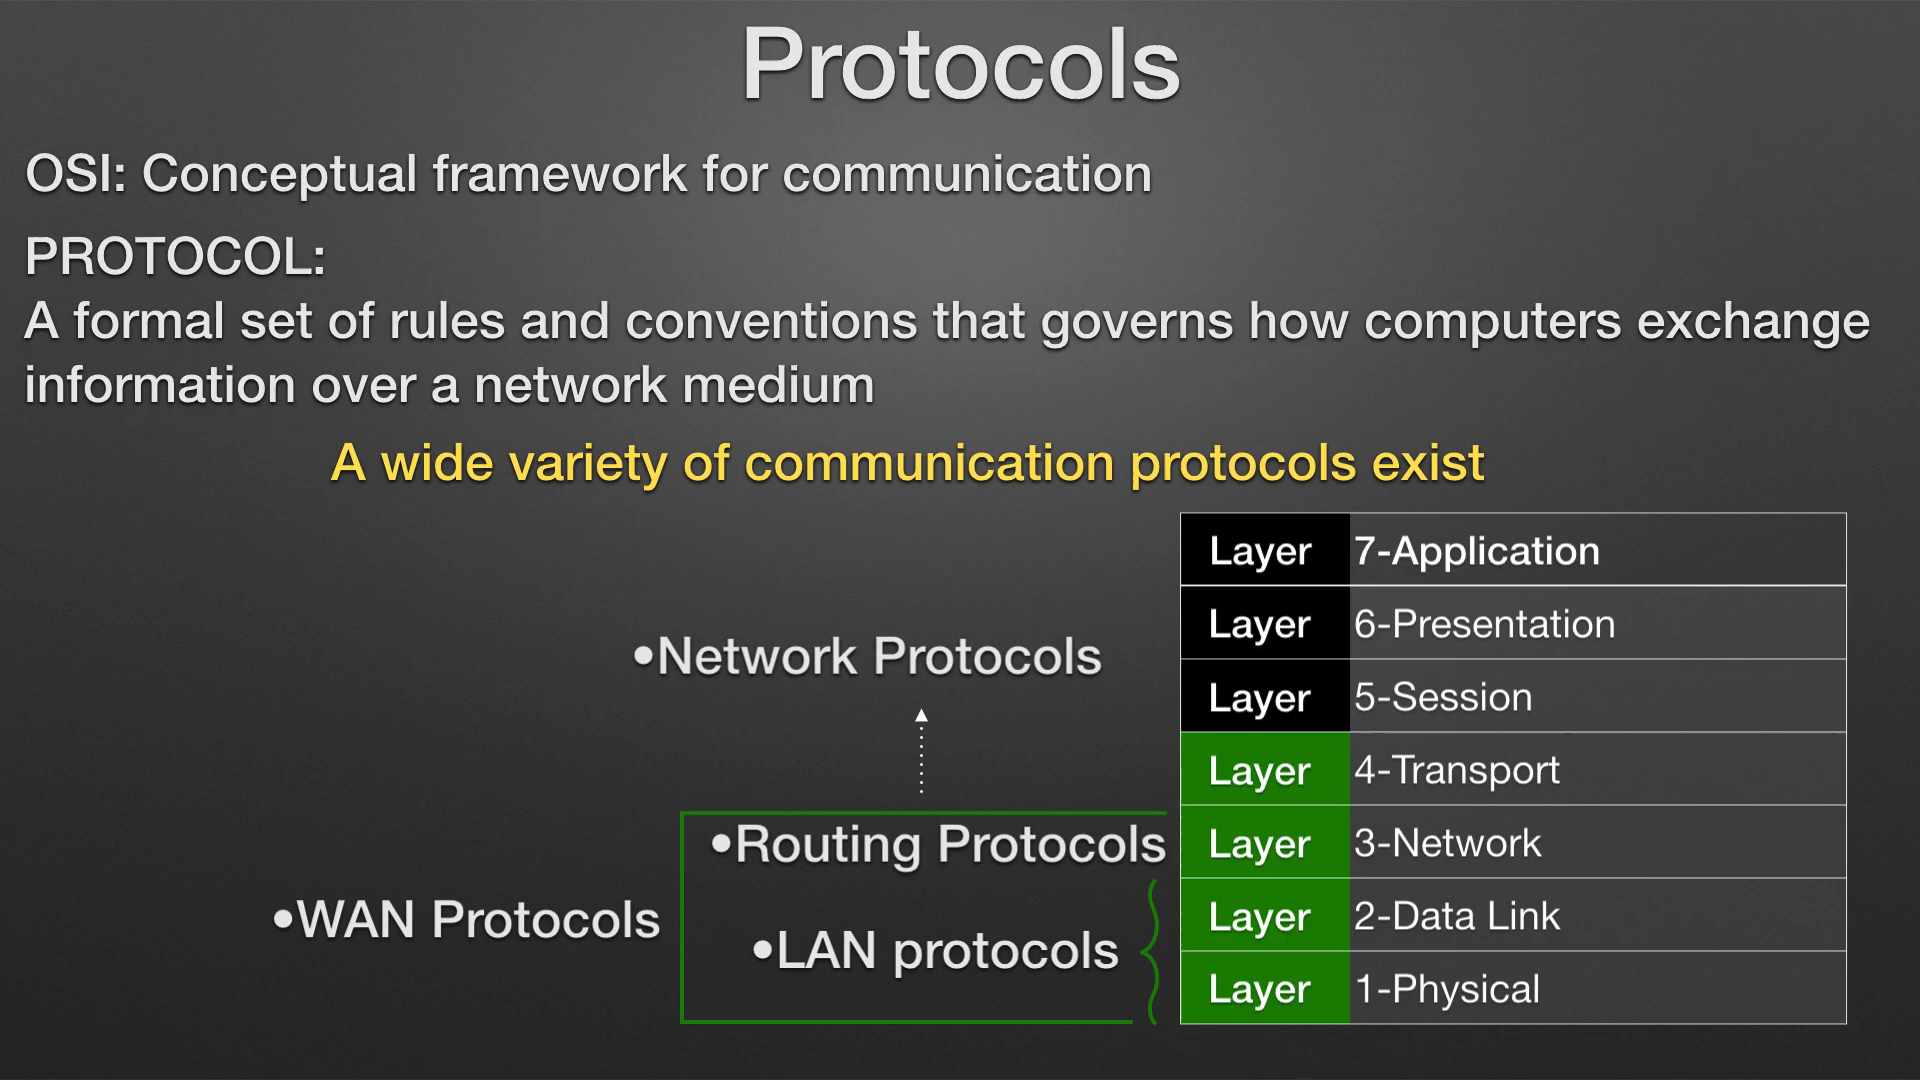 Protocols
OSI: Conceptual framework for communication
PROTOCOL:
A formal set of rules and conventions that governs how computers exchange
information over a network medium
A wide variety of communication protocols exist
•Network Protocols
•Routing Protocols
•WAN Protocols
•LAN protocols
Layer 7-Application
Layer 6-Presentation
Layer 5-Session
Layer 4-Transport
Layer 3-Network
Layer 2-Data Link
Layer 1-Physical